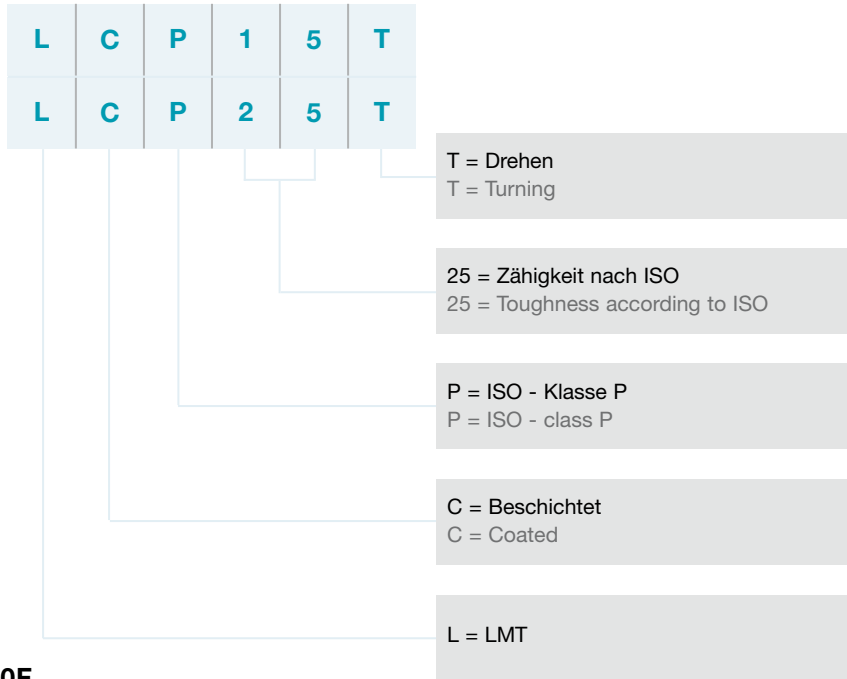 L C P 1 5 T
L C P 2 5 T
T = Drehen
T = Turning
25 = Zähigkeit nach ISO
25 = Toughness according to ISO
P = ISO - Klasse P
P = ISO - class P
C = Beschichtet
C = Coated
L = LMT